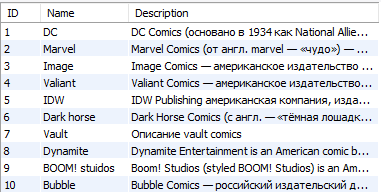 ID Name Description
1 DC DC Comics (основано в 1934 как National Allie...
2 Marvel Marvel Comics (от англ. marvel — «чудо») — ...
3 Image Image Comics — американское издательство ...
4 Valiant Valiant Comics — американское издательство...
5 IDW IDW Publishing американская компания, изда...
6 Dark horse Dark Horse Comics (с англ. — «тёмная лошадк...
7 Vault Описание vault comics
8 Dynamite Dynamite Entertainment is an American comic b...
9 BOOM! stuidos Boom! Studios (styled BOOM! Studios) is an Am...
10 Bubble Bubble Comics — российский издательский д...